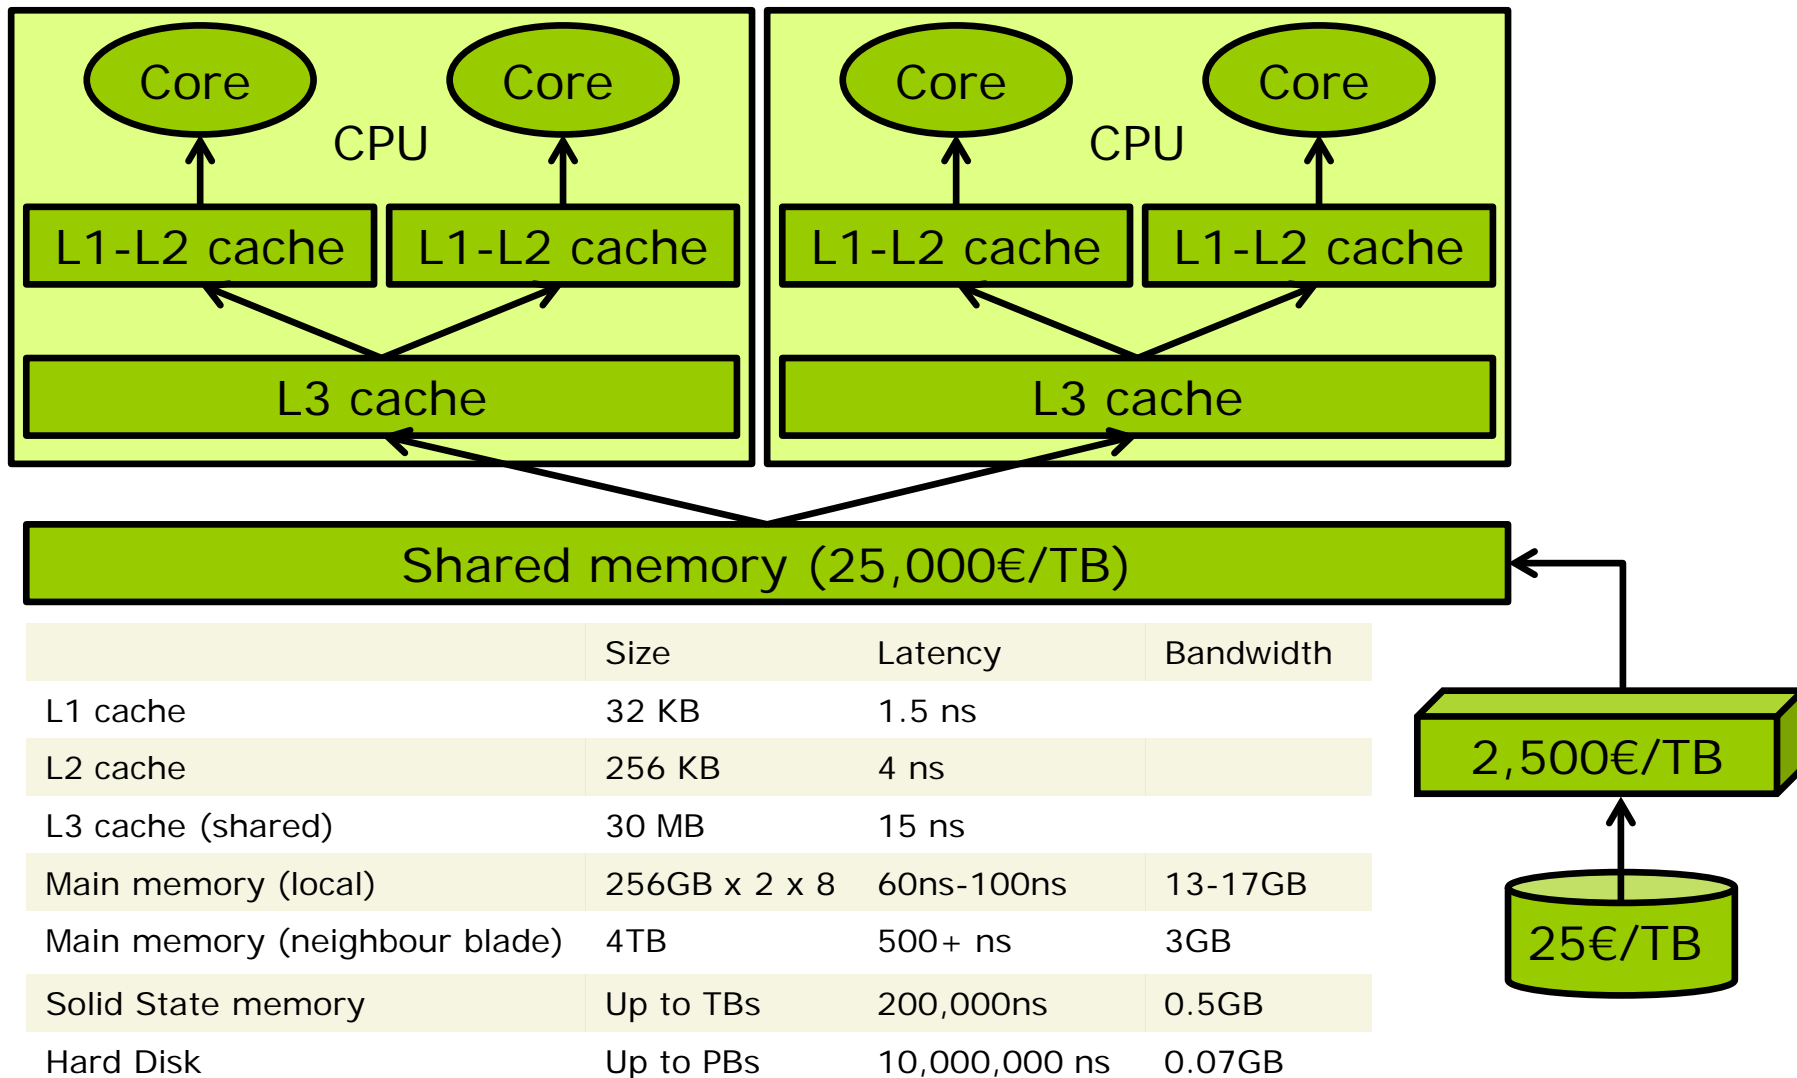 Core Core Core Core
CPU CPU
L1-L2 cache L1-L2 cache L1-L2 cache L1-L2 cache
L3 cache L3 cache
Shared memory (25,000€/TB)
Size Latency Bandwidth
L1 cache 32 KB 1.5 ns
L2 cache 256 KB 4 ns
L3 cache (shared) 30 MB 15 ns
Main memory (local) 256GB x 2 x 8 60ns-100ns 13-17GB
Main memory (neighbour blade) 4TB 500+ ns 3GB
Solid State memory Up to TBs 200,000ns 0.5GB
Hard Disk Up to PBs 10,000,000 ns 0.07GB
2,500€/TB
25€/TB